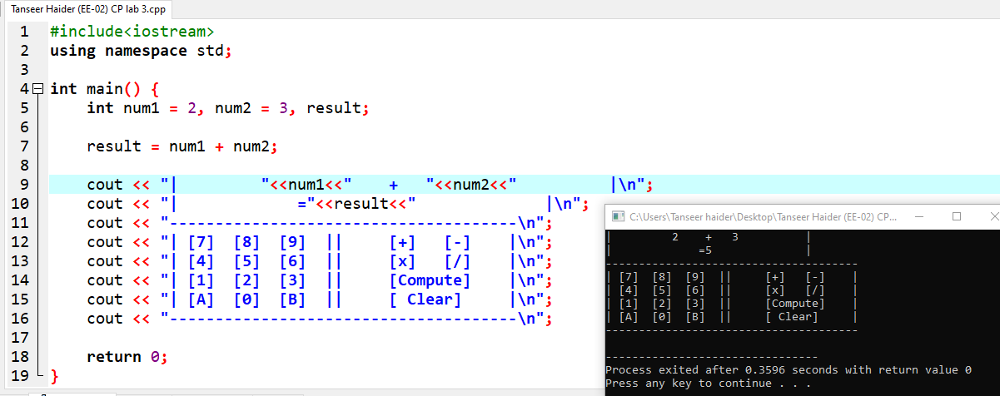 Tanseer Haider (EE-02) CP lab 3.cpp
1 #include<iostream>
2 using namespace std;
3
4 int main() {
5     int num1 = 2, num2 = 3, result;
6
7     result = num1 + num2;
8
9     cout << "|         "<<num1<<"    +   "<<num2<<"          |\n";
10     cout << "|             ="<<result<<"              |\n";
11     cout << "--------------------------------------\n";
12     cout << "| [7]  [8]  [9]  ||     [+]   [-]    |\n";
13     cout << "| [4]  [5]  [6]  ||     [x]   [/]    |\n";
14     cout << "| [1]  [2]  [3]  ||     [Compute]    |\n";
15     cout << "| [A]  [0]  [B]  ||     [ Clear]     |\n";
16     cout << "--------------------------------------\n";
17
18     return 0;
19 }
C:\Users\Tanseer haider\Desktop\Tanseer Haider (EE-02) CP...
|         2    +   3          |
|             =5              |
--------------------------------------
| [7]  [8]  [9]  ||     [+]   [-]    |
| [4]  [5]  [6]  ||     [x]   [/]    |
| [1]  [2]  [3]  ||     [Compute]    |
| [A]  [0]  [B]  ||     [ Clear]     |
--------------------------------------
--------------------------------
Process exited after 0.3596 seconds with return value 0
Press any key to continue . . .